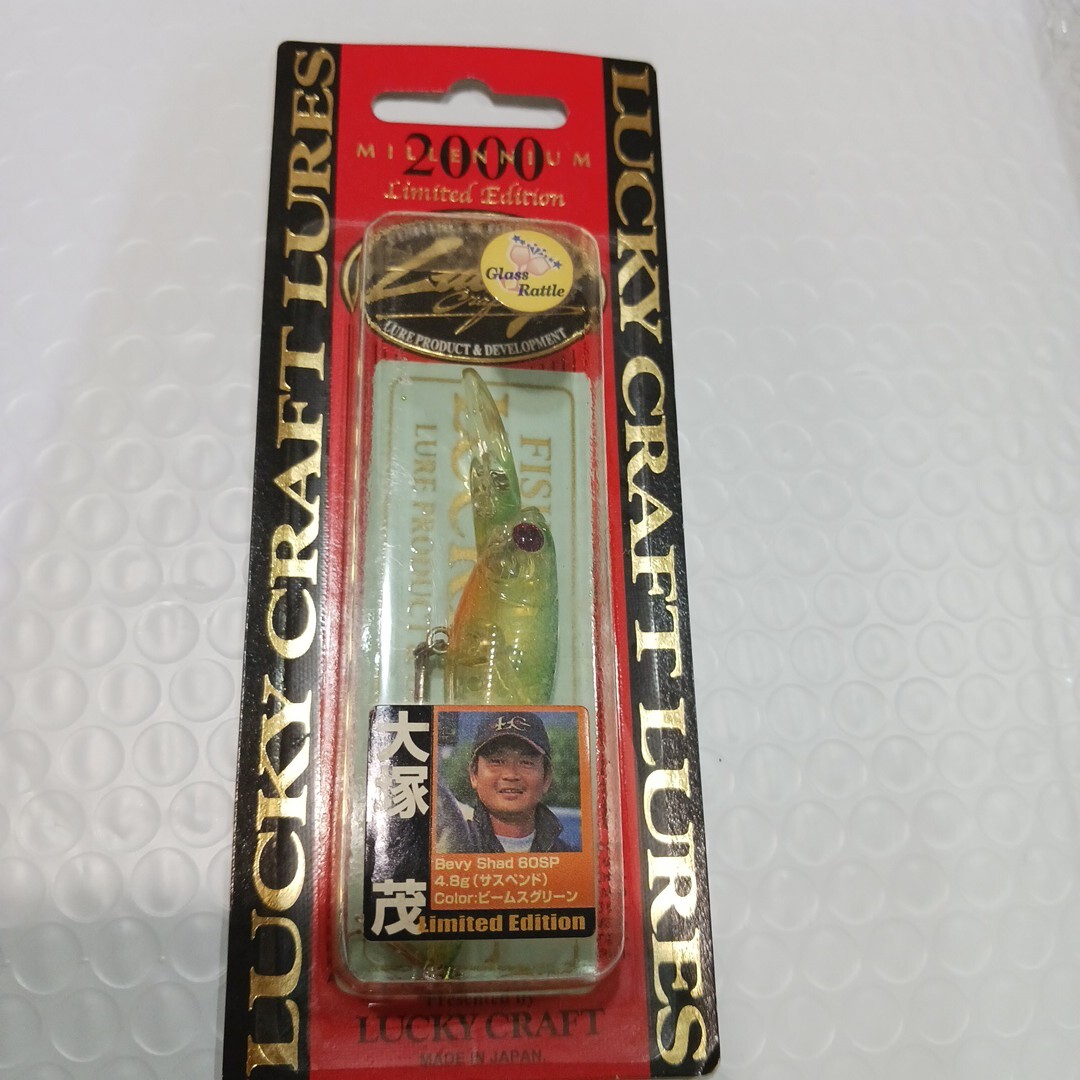 LUCKY CRAFT LURES
LUCKY CRAFT LURES
2000
MILLENNIUM
Limited Edition
Glass
Rattle
LURE PRODUCT & DEVELOPMENT
LURE PRODUCT
大塚 茂
Bevy Shad 60SP
4.8g(サスペンド)
Color:ビームスグリーン
Limited Edition
Presented by
LUCKY CRAFT
MADE IN JAPAN